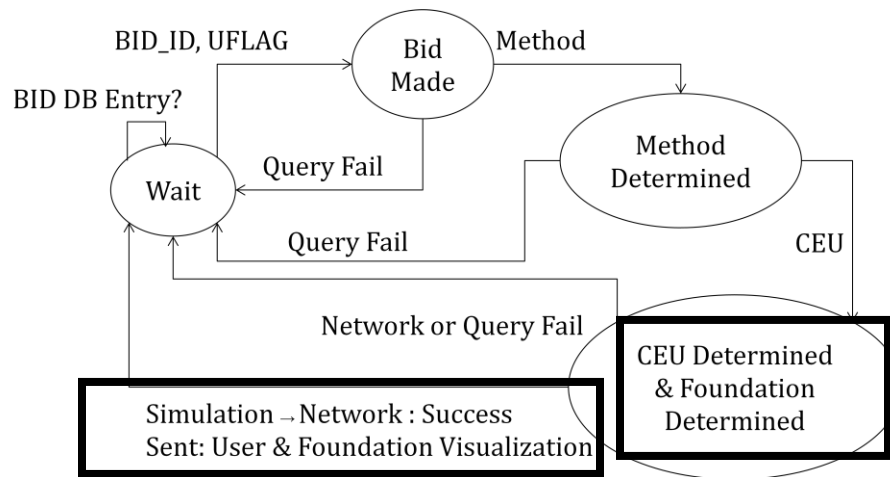 BID_ID, UFLAG
Bid
Made
Method
BID DB Entry?
Wait
Query Fail
Method
Determined
Query Fail
CEU
Network or Query Fail
CEU Determined
& Foundation
Determined
Simulation→Network : Success
Sent: User & Foundation Visualization